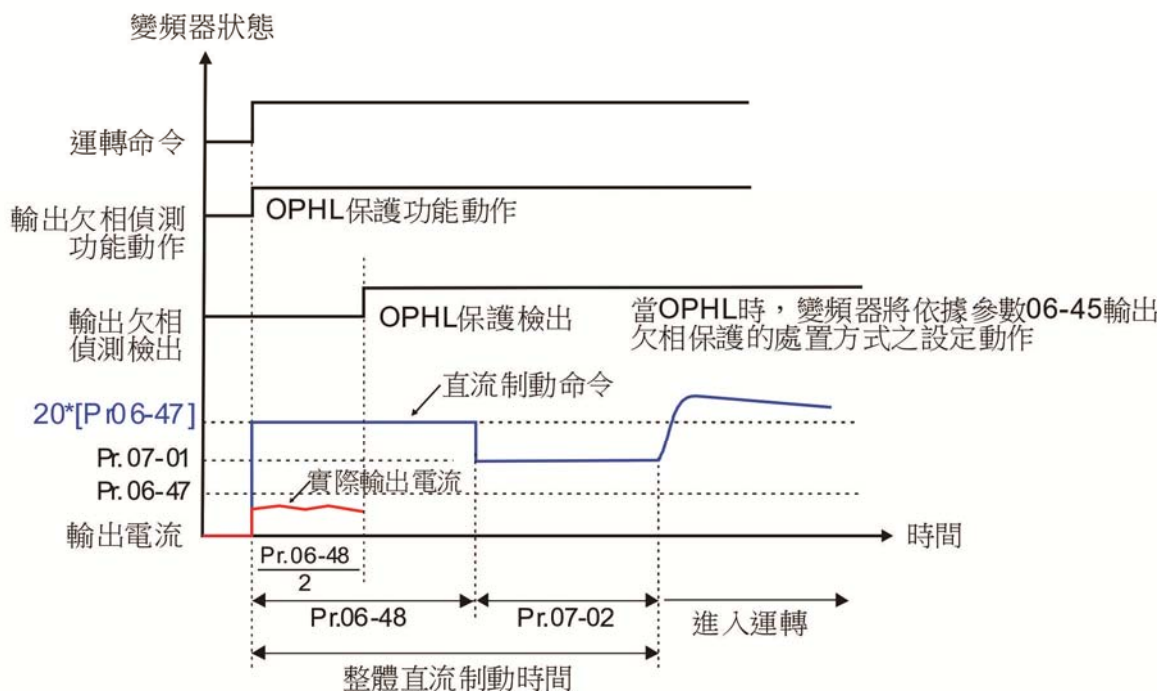 變頻器狀態
運轉命令
輸出欠相偵測
功能動作
OPHL保護功能動作
輸出欠相
偵測檢出
OPHL保護檢出
當OPHL時，變頻器將依據參數06-45輸出
欠相保護的處置方式之設定動作
直流制動命令
20*[Pr06-47]
Pr.07-01
Pr.06-47
實際輸出電流
輸出電流
時間
Pr.06-48
2
Pr.06-48
Pr.07-02
進入運轉
整體直流制動時間